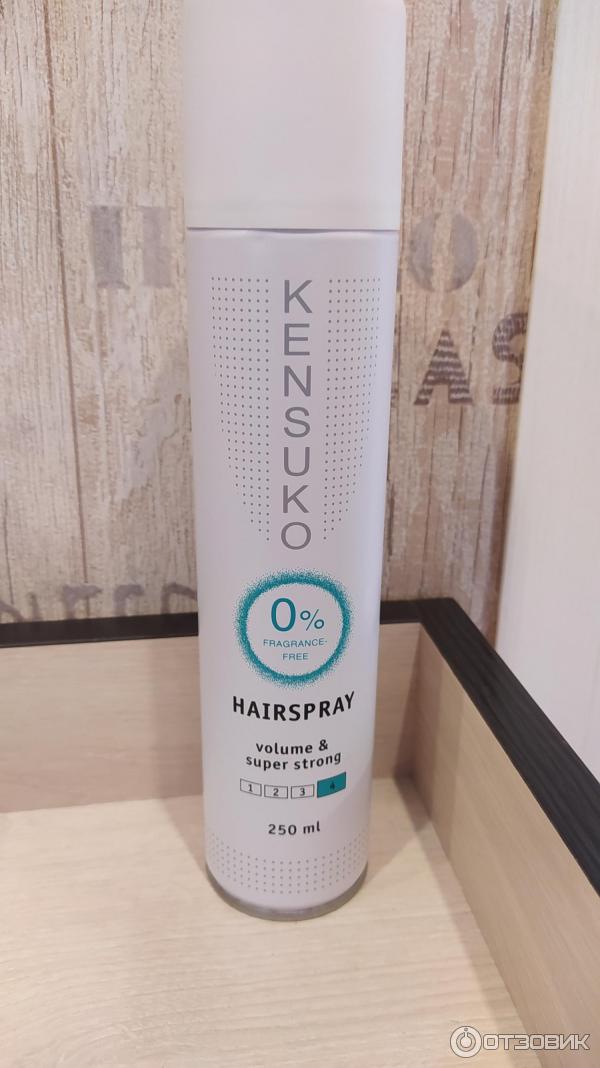 KENSUKO
0%
FRAGRANCE-
FREE
HAIRSPRAY
volume &
super strong
1 2 3 4
250 ml
ОТЗОВИК